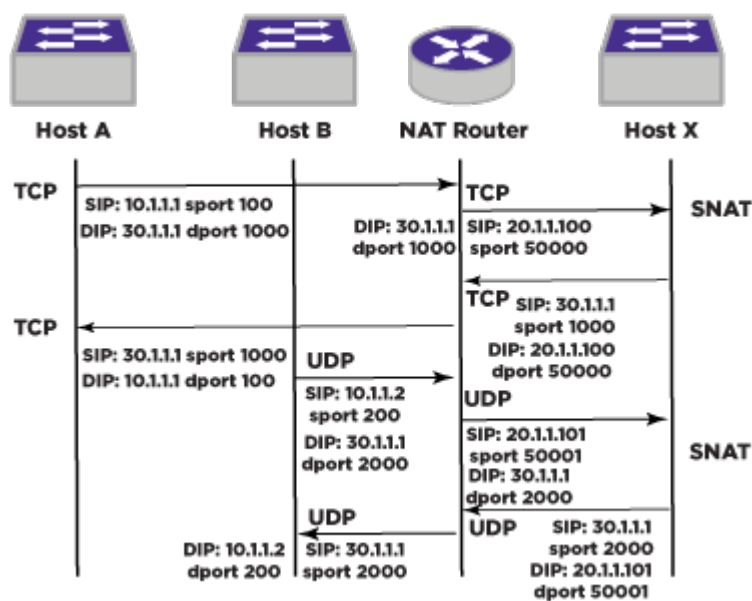 Host A
Host B
NAT Router
Host X
TCP
SIP: 10.1.1.1 sport 100
DIP: 30.1.1.1 dport 1000
TCP
DIP: 30.1.1.1
dport 1000
SIP: 20.1.1.100
sport 50000
SNAT
TCP
SIP: 30.1.1.1
sport 1000
DIP: 20.1.1.100
dport 50000
TCP
SIP: 30.1.1.1 sport 1000
DIP: 10.1.1.1 dport 100
UDP
SIP: 10.1.1.2
sport 200
DIP: 30.1.1.1
dport 2000
UDP
SIP: 20.1.1.101
sport 50001
DIP: 30.1.1.1
dport 2000
SNAT
UDP
SIP: 30.1.1.1
sport 2000
DIP: 20.1.1.101
dport 50001
UDP
DIP: 10.1.1.2
dport 200
SIP: 30.1.1.1
sport 2000